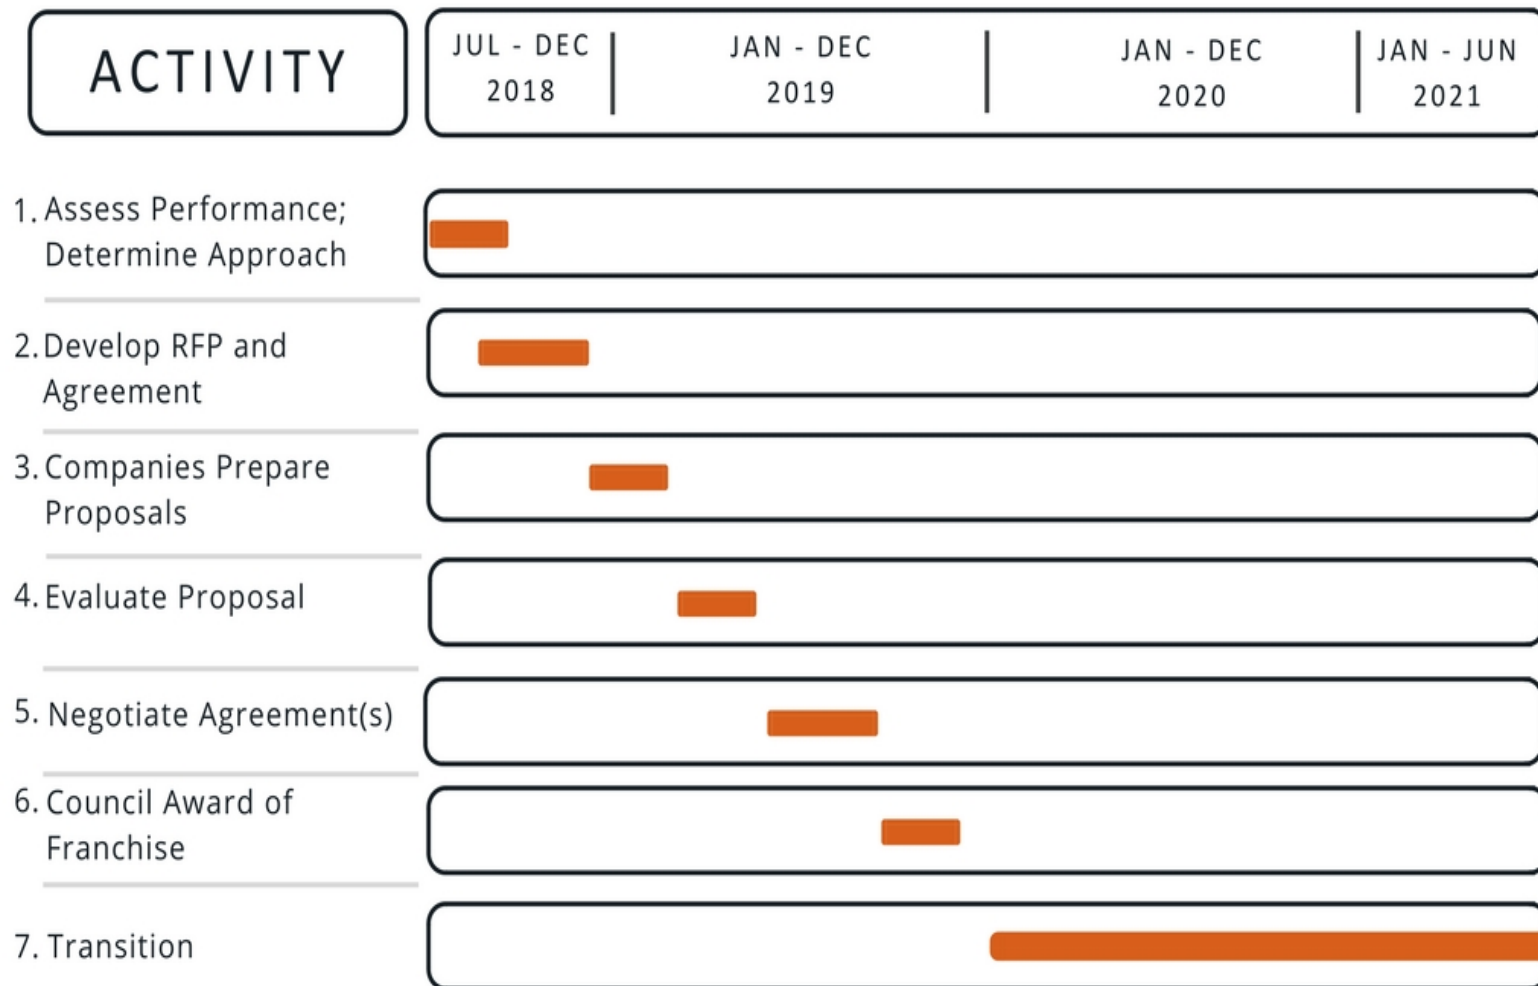 ACTIVITY
JUL - DEC
2018
JAN - DEC
2019
JAN - DEC
2020
JAN - JUN
2021
1. Assess Performance;
Determine Approach
2. Develop RFP and
Agreement
3. Companies Prepare
Proposals
4. Evaluate Proposal
5. Negotiate Agreement(s)
6. Council Award of
Franchise
7. Transition